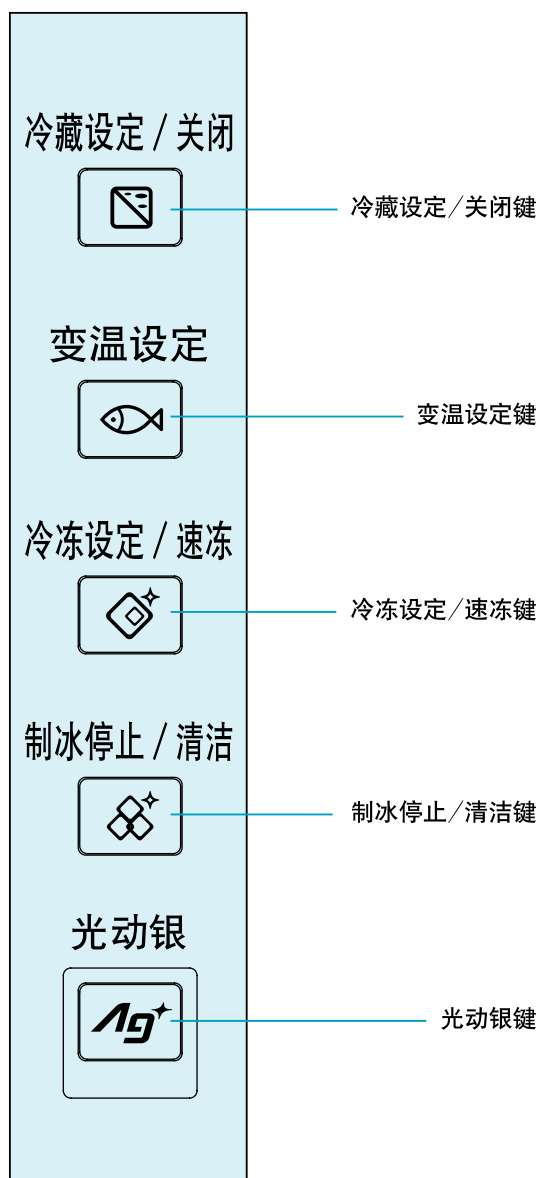 冷藏设定 / 关闭
冷藏设定/关闭键
变温设定
变温设定键
冷冻设定 / 速冻
冷冻设定/速冻键
制冰停止 / 清洁
制冰停止/清洁键
光动银
Ag
光动银键